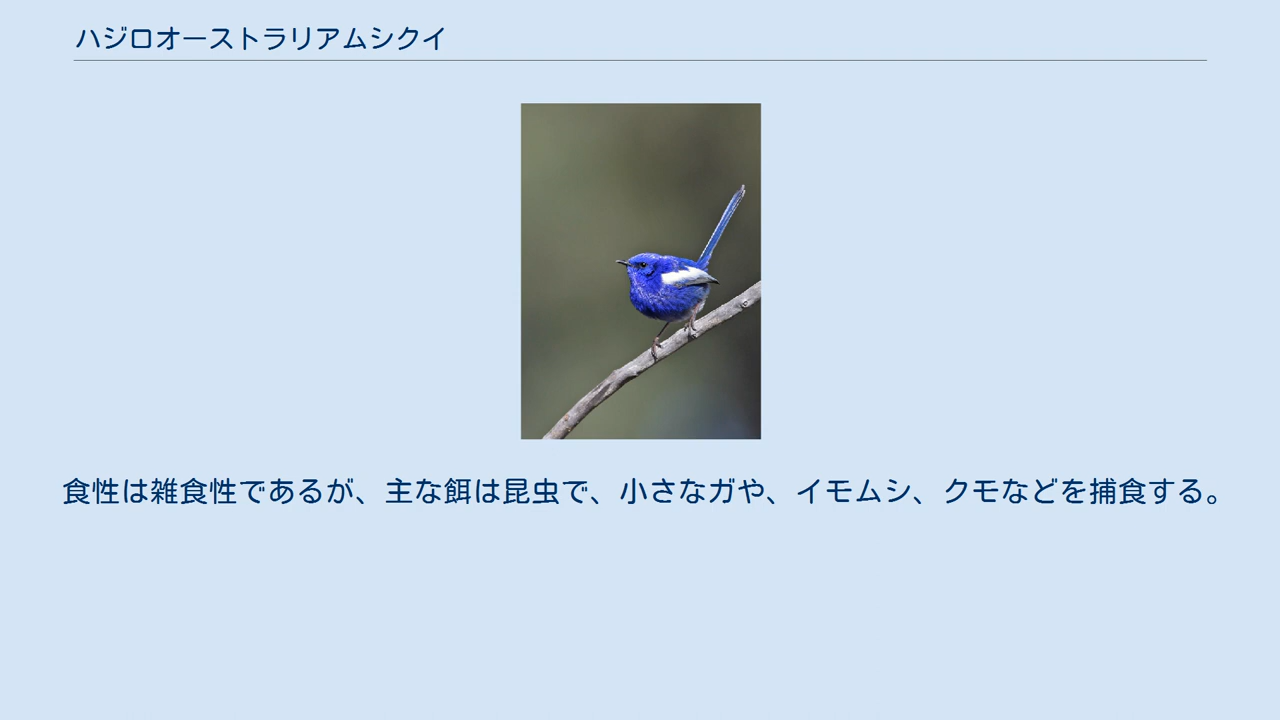 ハジロオーストラリアムシクイ
食性は雑食性であるが、主な餌は昆虫で、小さなガや、イモムシ、クモなどを捕食する。